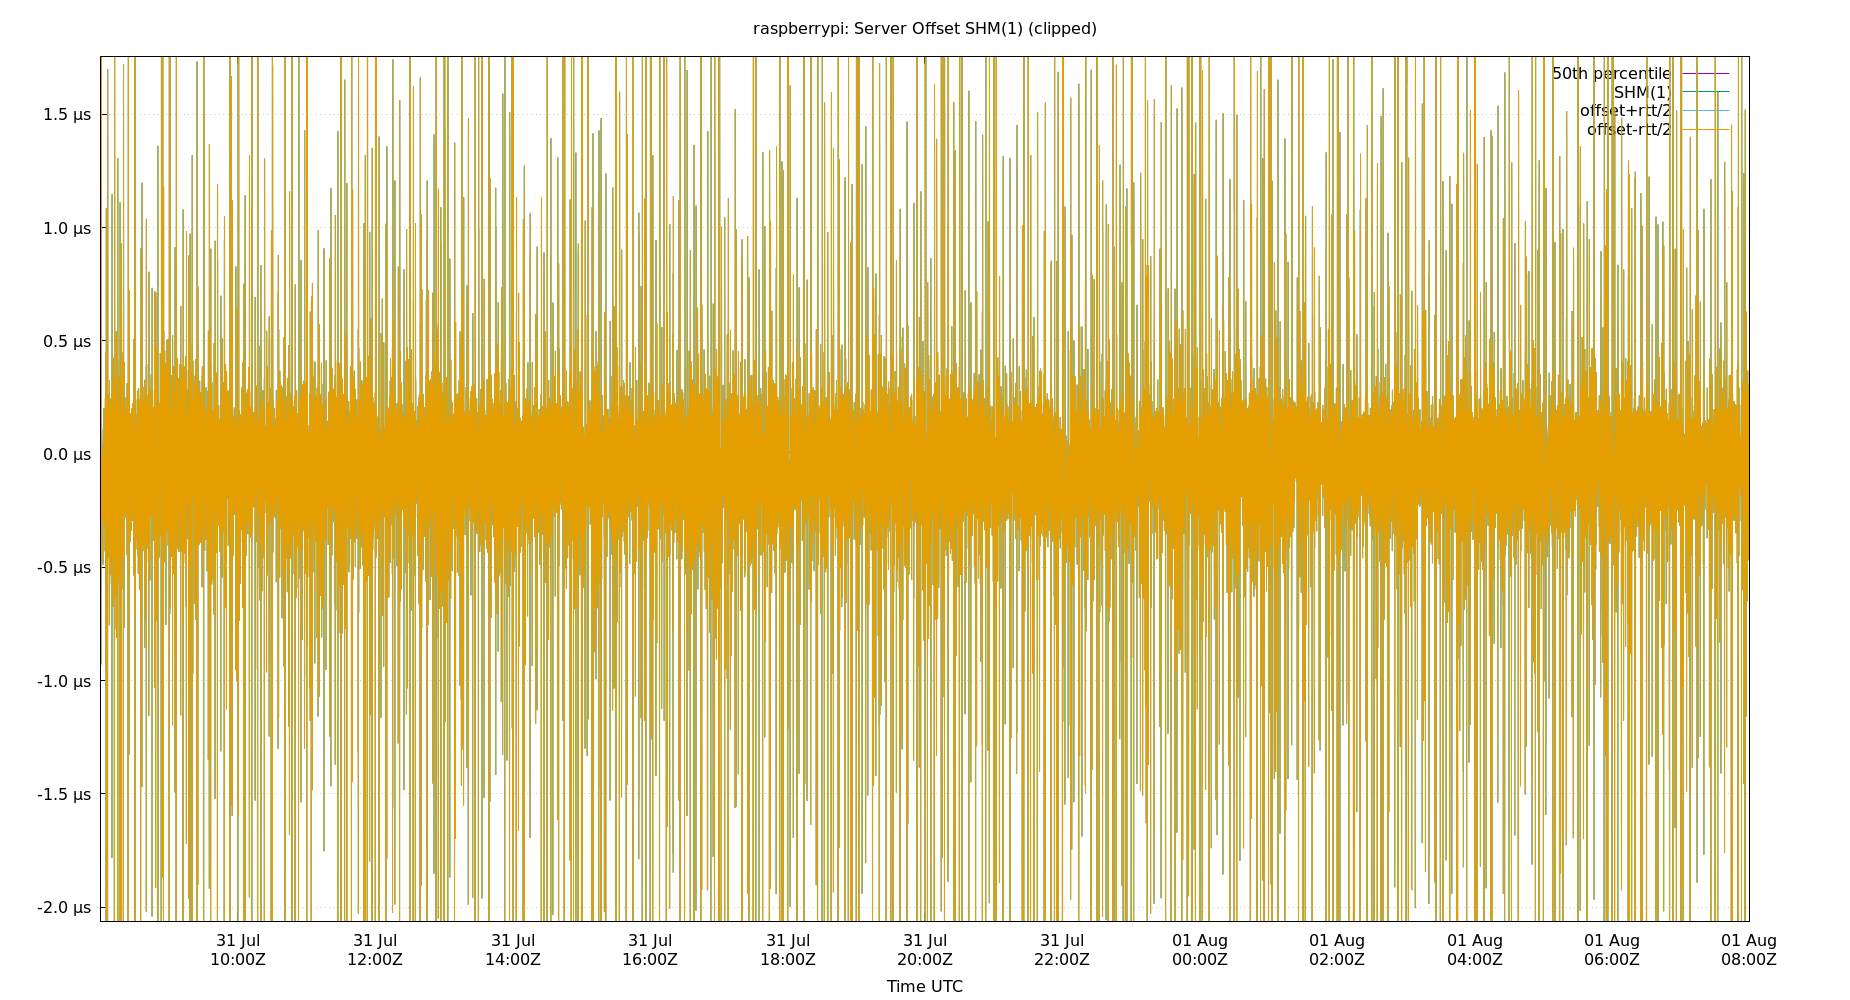 raspberrypi: Server Offset SHM(1) (clipped)
50th percentile
SHM(1)
offset+rtt/2
offset-rtt/2
1.5 µs
1.0 µs
0.5 µs
0.0 µs
-0.5 µs
-1.0 µs
-1.5 µs
-2.0 µs
31 Jul 31 Jul 31 Jul 31 Jul 31 Jul 31 Jul 31 Jul 01 Aug 01 Aug 01 Aug 01 Aug 01 Aug
10:00Z 12:00Z 14:00Z 16:00Z 18:00Z 20:00Z 22:00Z 00:00Z 02:00Z 04:00Z 06:00Z 08:00Z
Time UTC